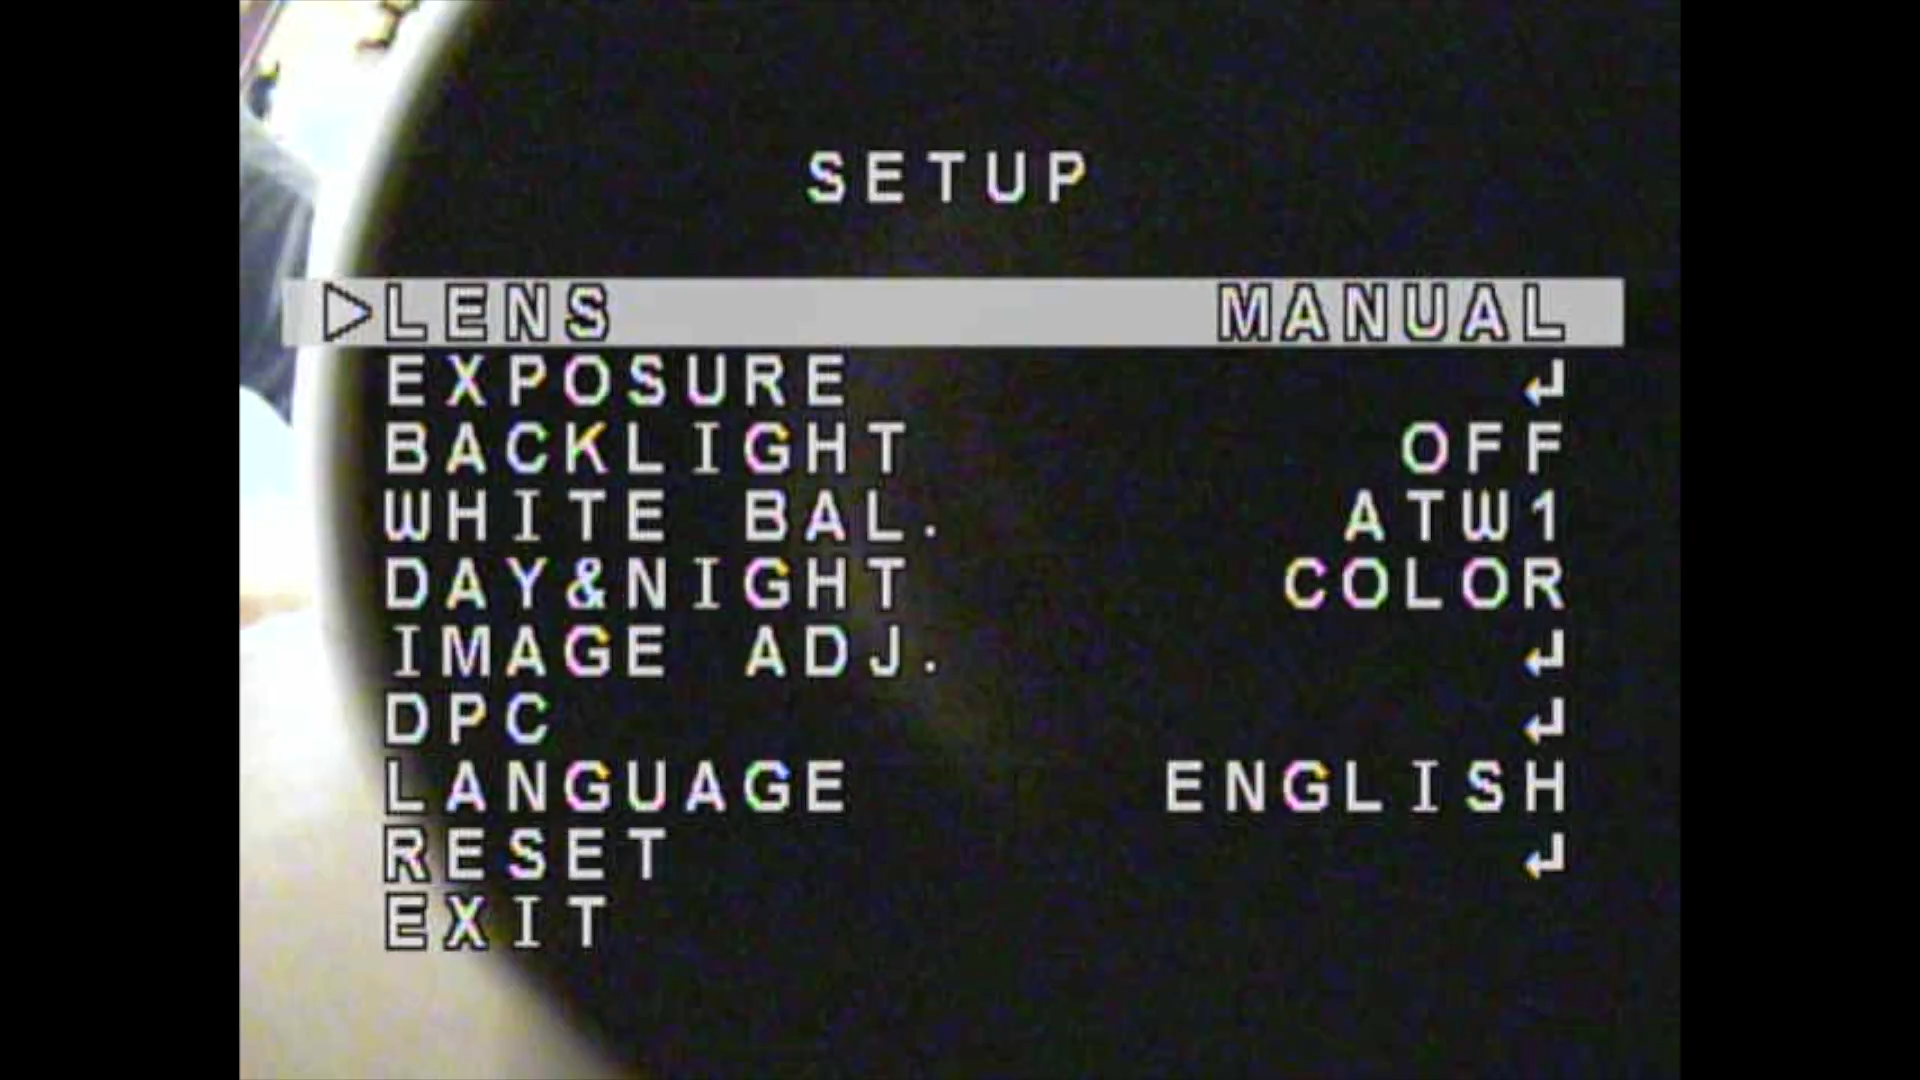 SETUP
▷LENS MANUAL
EXPOSURE ↵
BACKLIGHT OFF
WHITE BAL. ATW1
DAY&NIGHT COLOR
IMAGE ADJ. ↵
DPC ↵
LANGUAGE ENGLISH
RESET ↵
EXIT